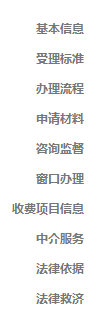 基本信息
受理标准
办理流程
申请材料
咨询监督
窗口办理
收费项目信息
中介服务
法律依据
法律救济